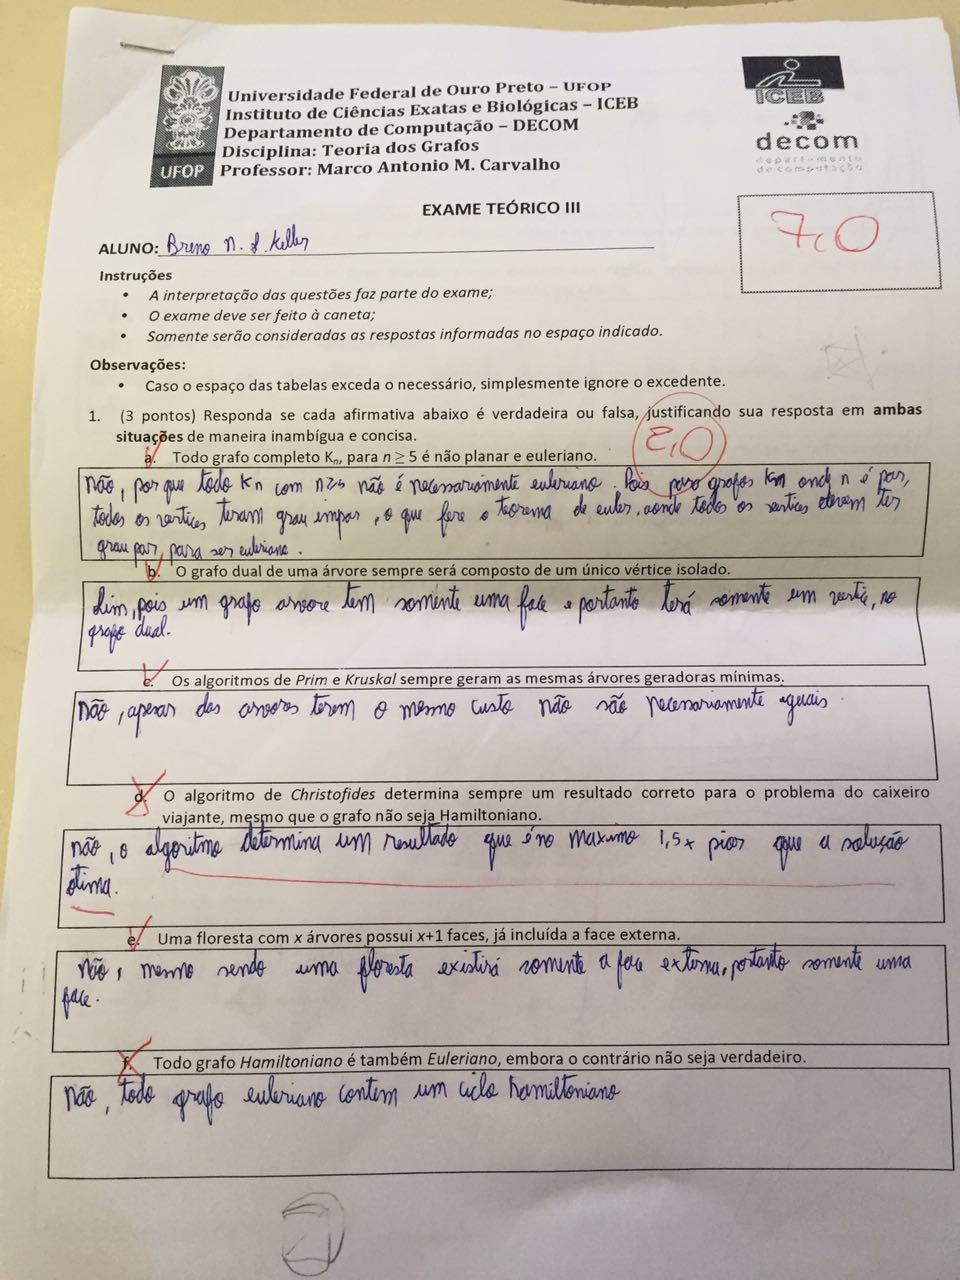 Universidade Federal de Ouro Preto – UFOP
Instituto de Ciências Exatas e Biológicas – ICEB
Departamento de Computação – DECOM
Disciplina: Teoria dos Grafos
Professor: Marco Antonio M. Carvalho
UFOP
ICEB
decom
departamento
de computação
EXAME TEÓRICO III
7,0
ALUNO: Breno N. S. Keller
Instruções
• A interpretação das questões faz parte do exame;
• O exame deve ser feito à caneta;
• Somente serão consideradas as respostas informadas no espaço indicado.
Observações:
• Caso o espaço das tabelas exceda o necessário, simplesmente ignore o excedente.
1. (3 pontos) Responda se cada afirmativa abaixo é verdadeira ou falsa, justificando sua resposta em ambas
situações de maneira inambígua e concisa.
2,0
a. Todo grafo completo Kn, para n ≥ 5 é não planar e euleriano.
Não, por que todo Kn com n≥5 não é necessariamente euleriano. Pois para grafos Kn onde n é par,
todos os vertices teram grau impar, o que fere o teorema de euler, aonde todos os vertices devem ter
grau par, para ser euleriano.
b. O grafo dual de uma árvore sempre será composto de um único vértice isolado.
Sim, pois um grafo arvore tem somente uma face e portanto terá somente um vertice, no
grafo dual.
c. Os algoritmos de Prim e Kruskal sempre geram as mesmas árvores geradoras mínimas.
Não, apesar das arvores terem o mesmo custo não são necessariamente iguais.
d. O algoritmo de Christofides determina sempre um resultado correto para o problema do caixeiro
viajante, mesmo que o grafo não seja Hamiltoniano.
não, o algoritmo determina um resultado que é no maximo 1,5x pior que a solução
otima.
e. Uma floresta com x árvores possui x+1 faces, já incluída a face externa.
Não, mesmo sendo uma floresta existirá somente a face externa, portanto somente uma
face.
f. Todo grafo Hamiltoniano é também Euleriano, embora o contrário não seja verdadeiro.
Não, todo grafo euleriano contem um ciclo hamiltoniano